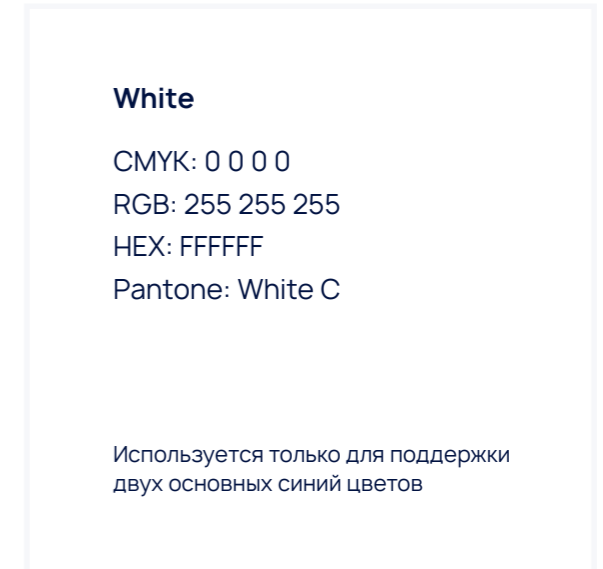 White
CMYK: 0 0 0 0
RGB: 255 255 255
HEX: FFFFFF
Pantone: White C
Используется только для поддержки
двух основных синий цветов